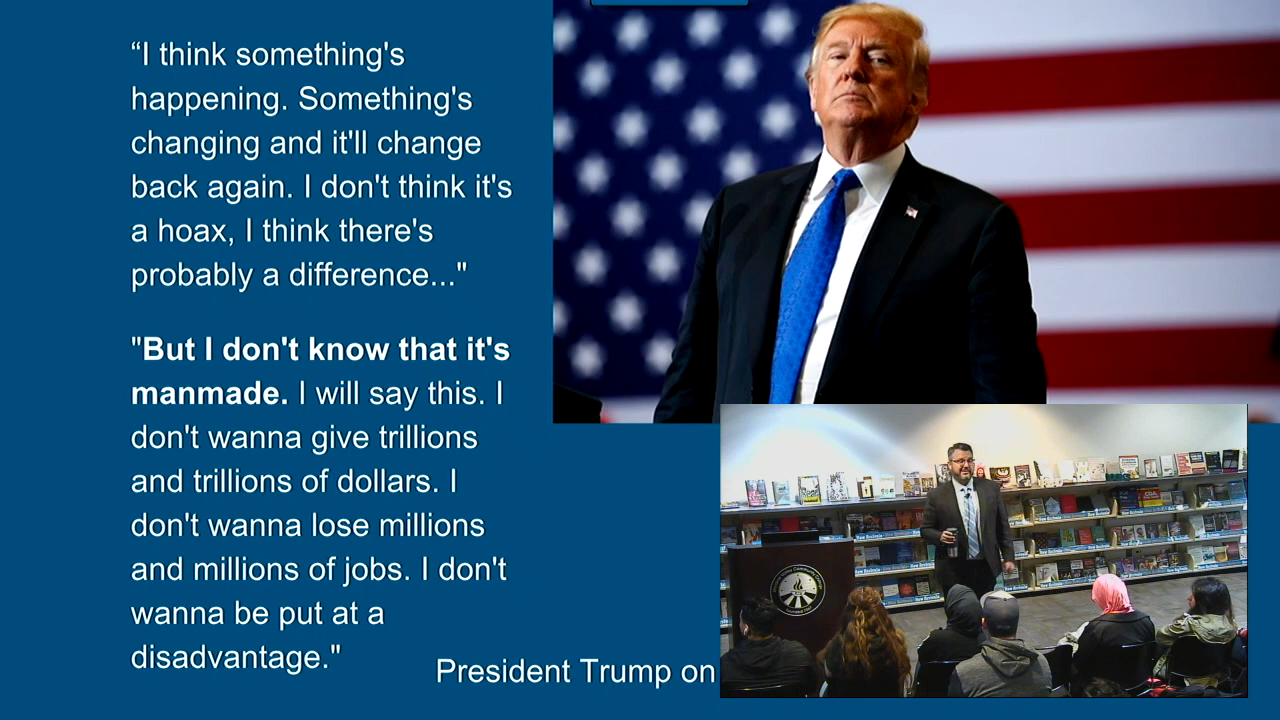 “I think something's
happening. Something's
changing and it'll change
back again. I don't think it's
a hoax, I think there's
probably a difference..."
"But I don't know that it's
manmade. I will say this. I
don't wanna give trillions
and trillions of dollars. I
don't wanna lose millions
and millions of jobs. I don't
wanna be put at a
disadvantage."
President Trump on